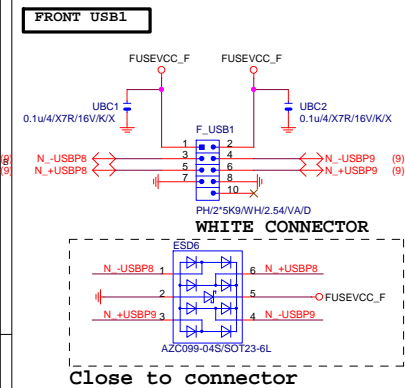 FRONT USB1
FUSEVCC_F FUSEVCC_F
UBC1
0.1u/4/X7R/16V/K/X
UBC2
0.1u/4/X7R/16V/K/X
F_USB1
1 2
(9) N_-USBP8 3 4 N_-USBP9 (9)
(9) N_+USBP8 5 6 N_+USBP9 (9)
7 8
10
PH/2*5K9/WH/2.54/VA/D
WHITE CONNECTOR
ESD6
N_-USBP8 1 6 N_+USBP8
2 5 FUSEVCC_F
N_+USBP9 3 4 N_-USBP9
AZC099-04S/SOT23-6L
Close to connector